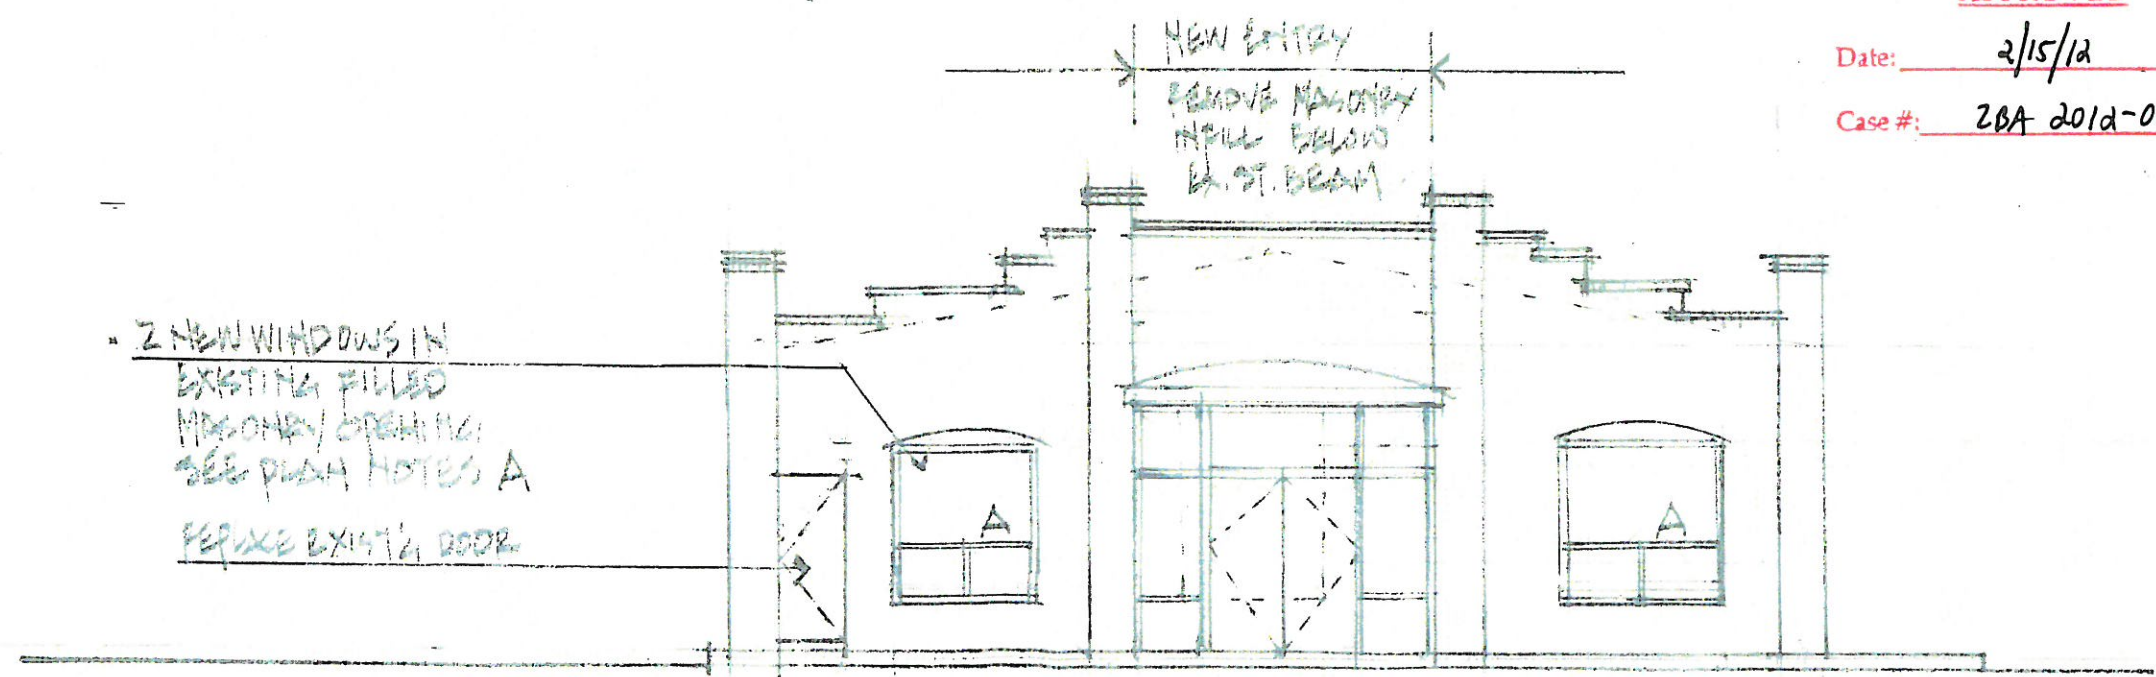 Date: 2/15/12
Case #: ZBA 2012-0
NEW ENTRY
REMOVE MASONRY
INFILL BELOW
EX. ST. BEAM
2 NEW WINDOWS IN
EXISTING FILLED
MASONRY OPENING
SEE PLAN NOTES A
REPLACE EXIST'G DOOR
A
A